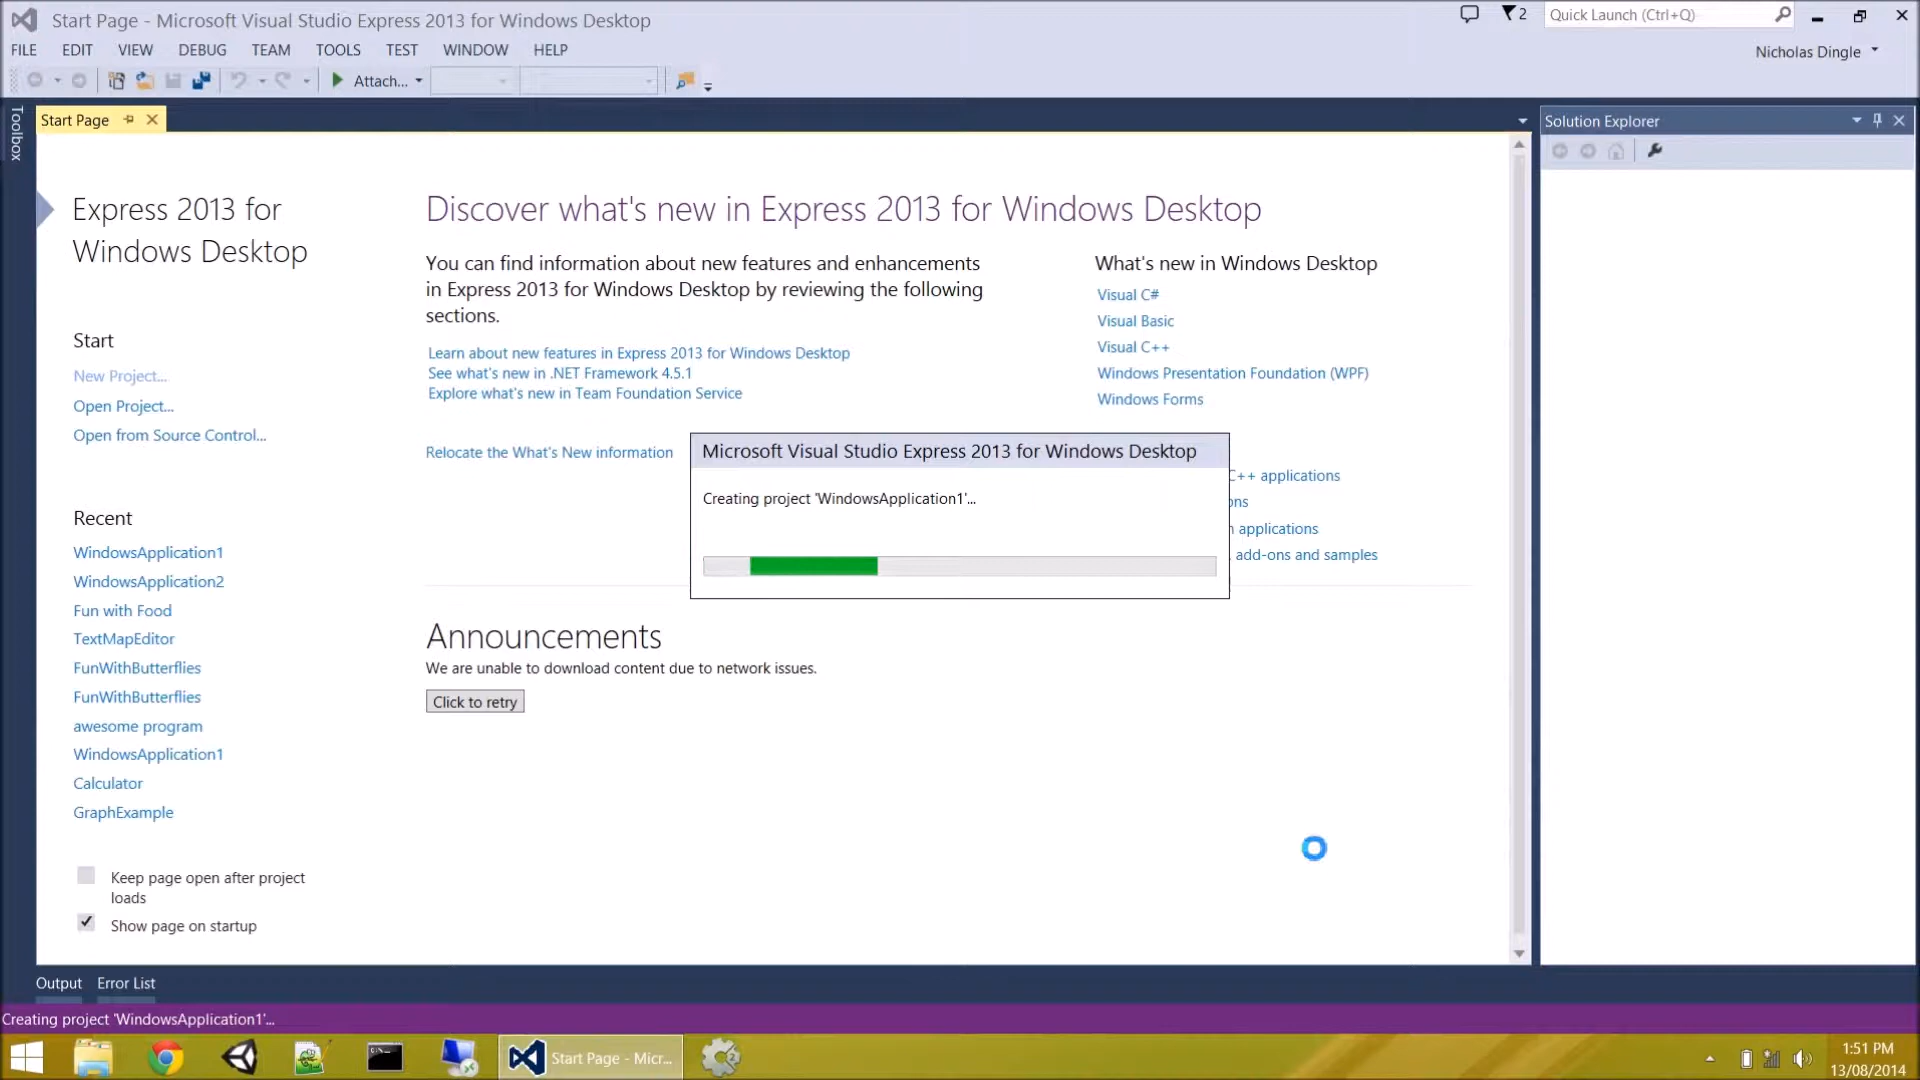 Start Page - Microsoft Visual Studio Express 2013 for Windows Desktop
2
Quick Launch (Ctrl+Q)
FILE EDIT VIEW DEBUG TEAM TOOLS TEST WINDOW HELP
Nicholas Dingle
Attach...
Toolbox
Start Page
Solution Explorer
Express 2013 for
Windows Desktop
Start
New Project...
Open Project...
Open from Source Control...
Recent
WindowsApplication1
WindowsApplication2
Fun with Food
TextMapEditor
FunWithButterflies
FunWithButterflies
awesome program
WindowsApplication1
Calculator
GraphExample
Keep page open after project
loads
Show page on startup
Discover what's new in Express 2013 for Windows Desktop
You can find information about new features and enhancements
in Express 2013 for Windows Desktop by reviewing the following
sections.
Learn about new features in Express 2013 for Windows Desktop
See what's new in .NET Framework 4.5.1
Explore what's new in Team Foundation Service
Relocate the What's New information
What's new in Windows Desktop
Visual C#
Visual Basic
Visual C++
Windows Presentation Foundation (WPF)
Windows Forms
C++ applications
ons
applications
add-ons and samples
Microsoft Visual Studio Express 2013 for Windows Desktop
Creating project 'WindowsApplication1'...
Announcements
We are unable to download content due to network issues.
Click to retry
Output Error List
Creating project 'WindowsApplication1'...
Start Page - Micr...
1:51 PM
13/08/2014